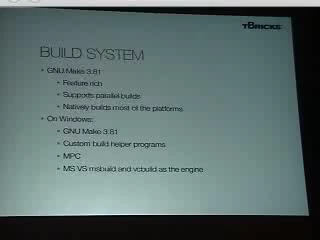 TBRICKS
BUILD SYSTEM
GNU Make 3.81
Feature rich
Supports parallel builds
Natively builds most of the platforms
On Windows:
GNU Make 3.81
Custom build helper programs
MPC
MS VS msbuild and vcbuild as the engine